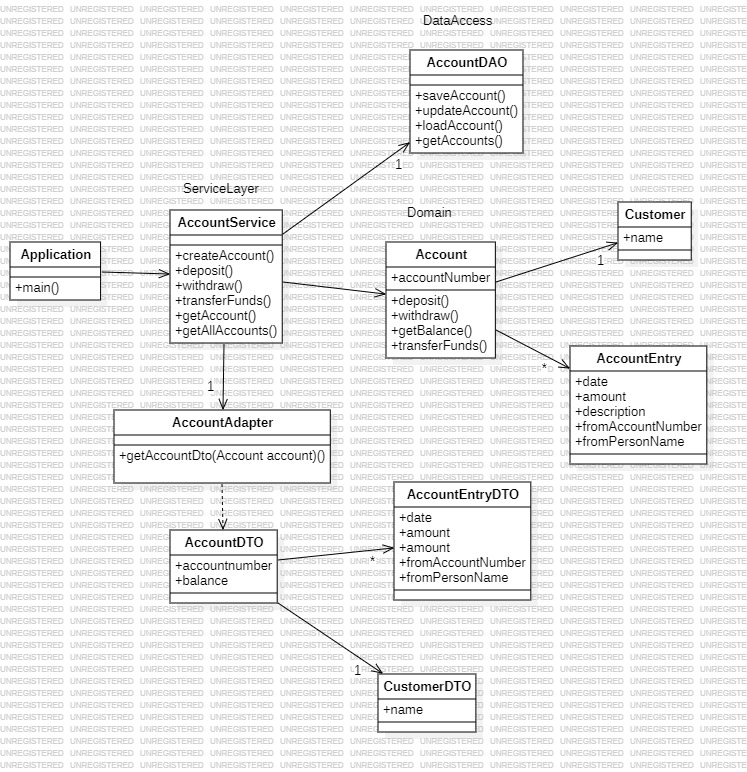 DataAccess
AccountDAO
+saveAccount()
+updateAccount()
+loadAccount()
+getAccounts()
1
ServiceLayer
AccountService
+createAccount()
+deposit()
+withdraw()
+transferFunds()
+getAccount()
+getAllAccounts()
Domain
Customer
+name
1
Application
+main()
Account
+accountNumber
+deposit()
+withdraw()
+getBalance()
+transferFunds()
AccountEntry
+date
+amount
+description
+fromAccountNumber
+fromPersonName
*
1
AccountAdapter
+getAccountDto(Account account)()
AccountEntryDTO
+date
+amount
+amount
+fromAccountNumber
+fromPersonName
AccountDTO
+accountnumber
+balance
*
1
CustomerDTO
+name
UNREGISTERED